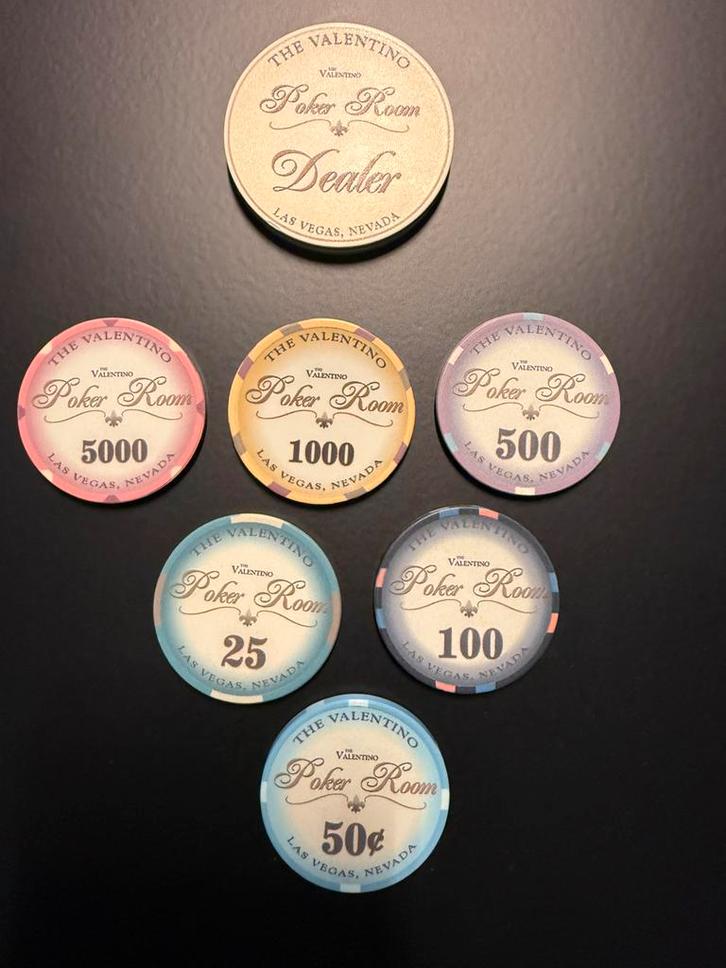 THE VALENTINO
THE
VALENTINO
Poker Room
Dealer
LAS VEGAS, NEVADA
THE VALENTINO
THE
VALENTINO
Poker Room
5000
LAS VEGAS, NEVADA
THE VALENTINO
THE
VALENTINO
Poker Room
1000
LAS VEGAS, NEVADA
THE VALENTINO
THE
VALENTINO
Poker Room
500
LAS VEGAS, NEVADA
THE VALENTINO
THE
VALENTINO
Poker Room
25
LAS VEGAS, NEVADA
THE VALENTINO
THE
VALENTINO
Poker Room
100
LAS VEGAS, NEVADA
THE VALENTINO
THE
VALENTINO
Poker Room
50¢
LAS VEGAS, NEVADA